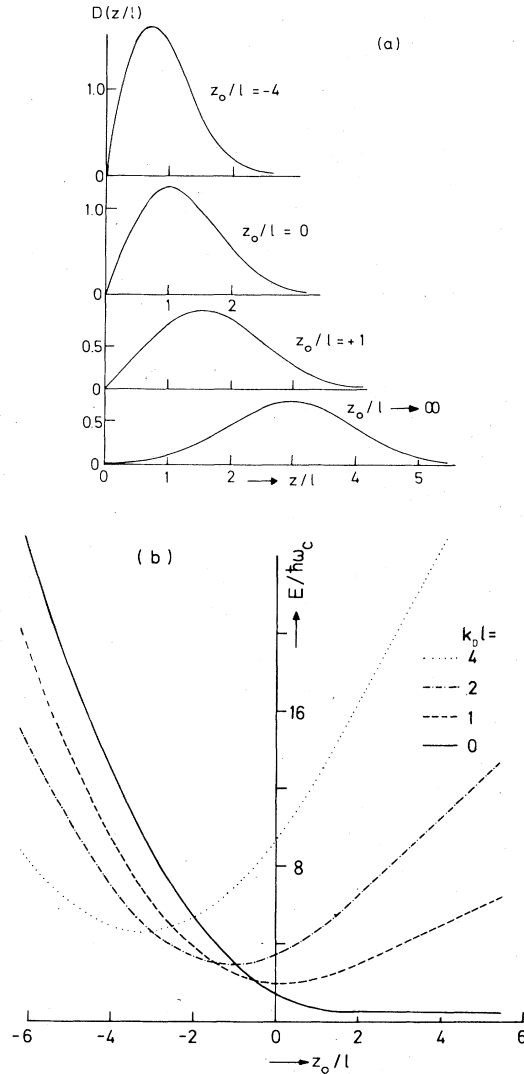 D(z/l)
(a)
1.0
z₀/l = -4
0
1 2
1.0
z₀/l = 0
0
1 2
0.5
z₀/l = +1
0
0.5
z₀/l → ∞
0
0 1 2 3 4 5
→ z/l
(b)
→ E/ħω_c
k₀l =
4
2
1
0
16
8
-6 -4 -2 0 2 4 6
→ z₀/l